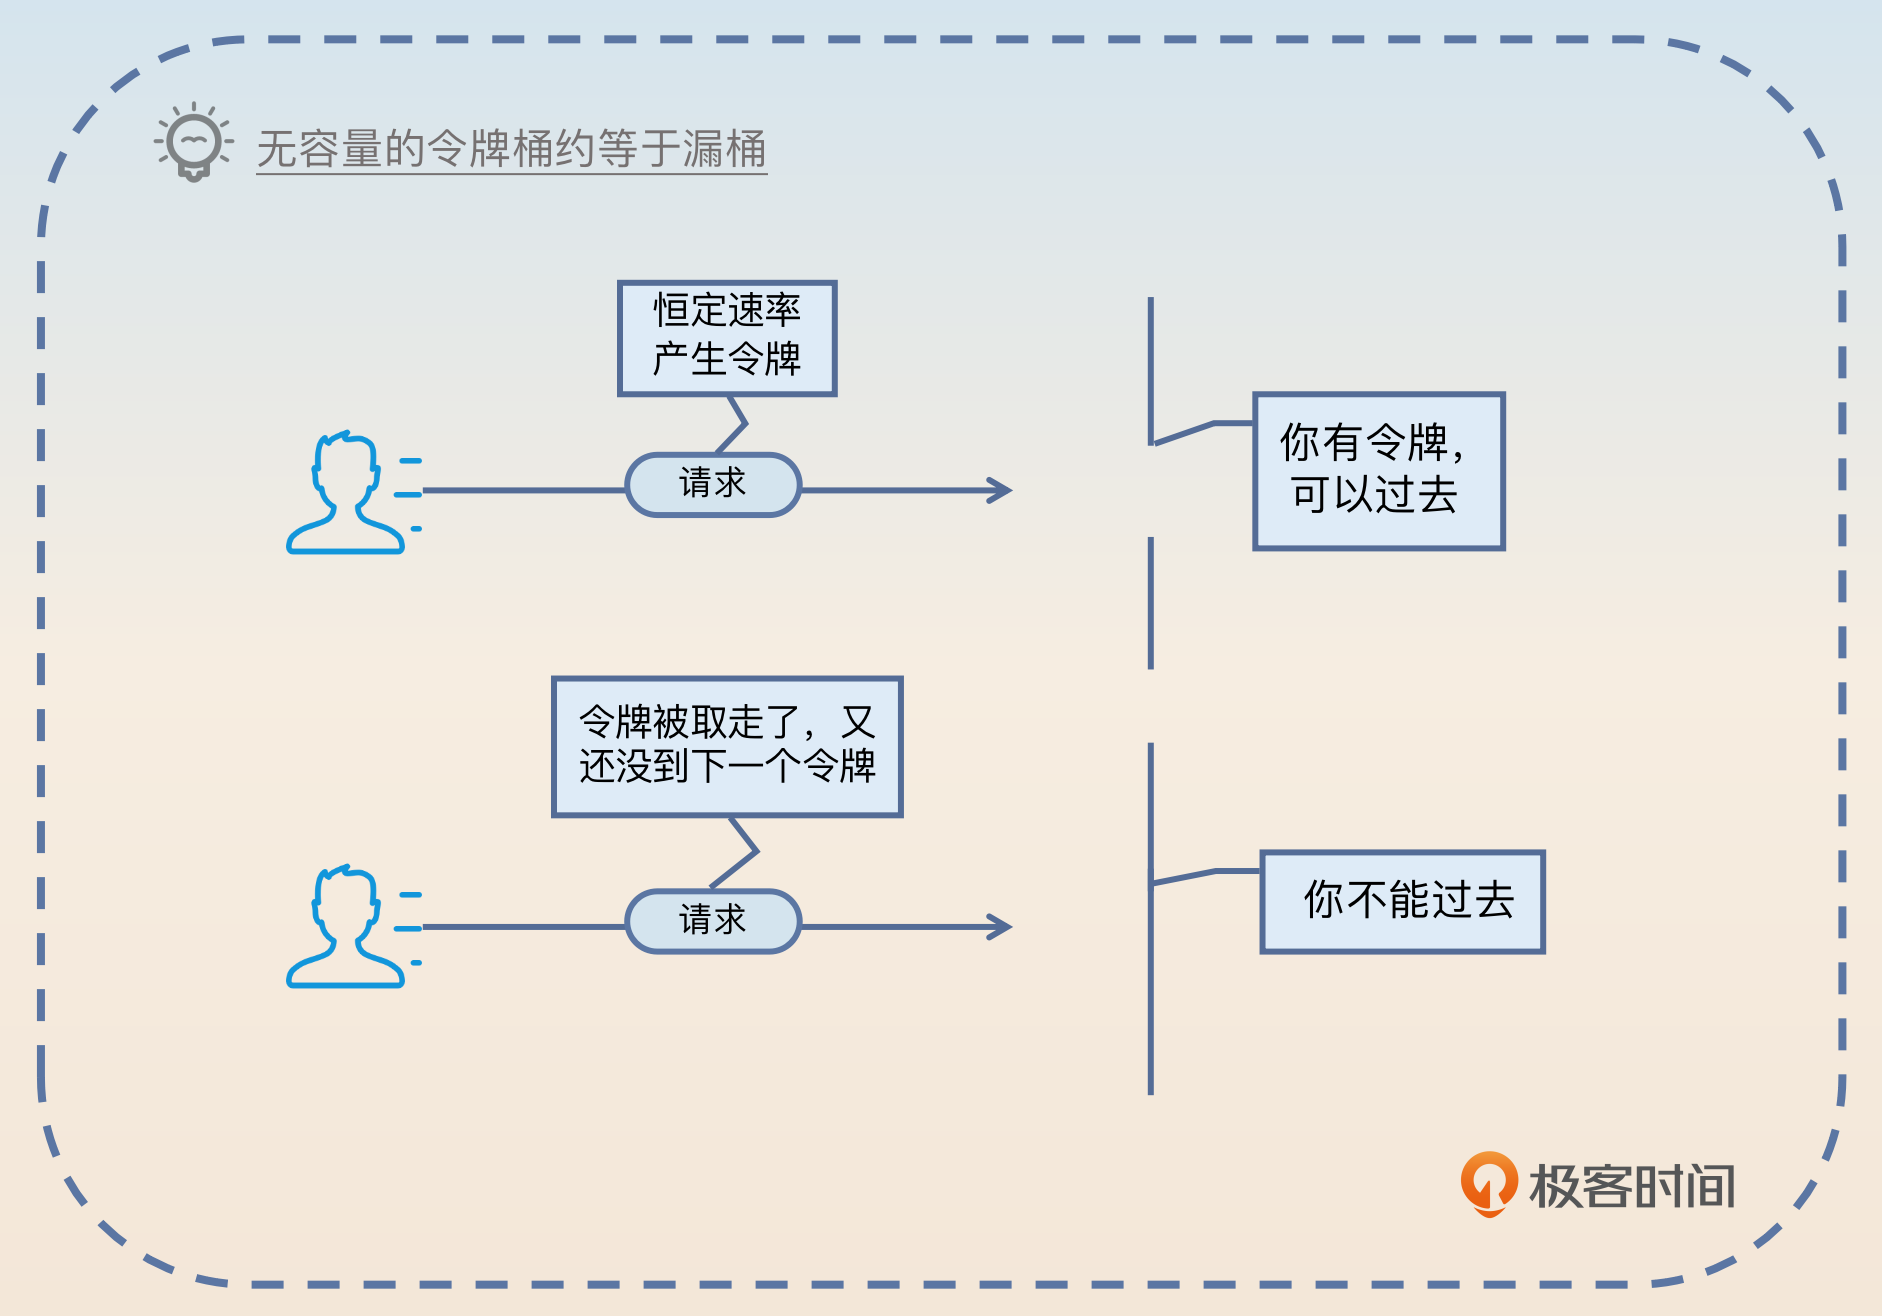 无容量的令牌桶约等于漏桶
恒定速率
产生令牌
请求
你有令牌，
可以过去
令牌被取走了，又
还没到下一个令牌
请求
你不能过去
极客时间